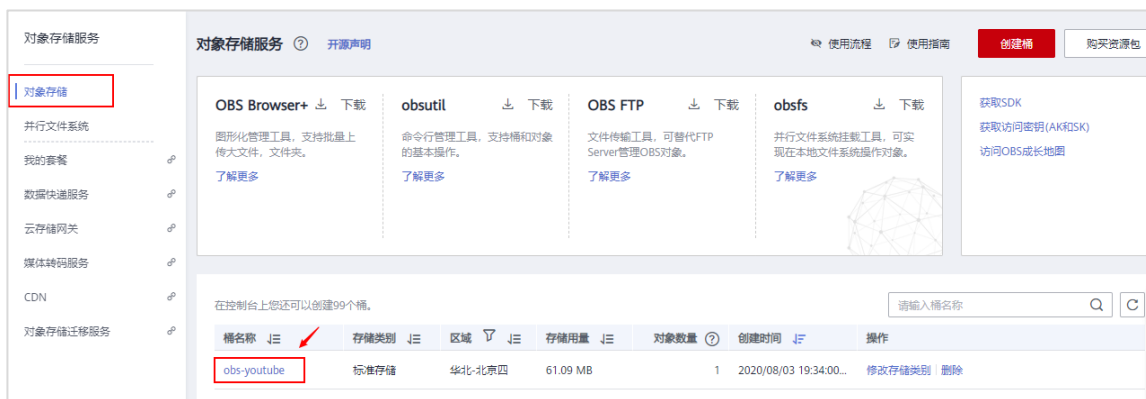 对象存储服务
对象存储
并行文件系统
我的套餐
数据快递服务
云存储网关
媒体转码服务
CDN
对象存储迁移服务
对象存储服务 ? 开源声明 使用流程 使用指南 创建桶 购买资源包
OBS Browser+ 下载 obsutil 下载 OBS FTP 下载 obsfs 下载
图形化管理工具，支持批量上 命令行管理工具，支持桶和对象 文件传输工具，可替代FTP 并行文件系统挂载工具，可实
传大文件，文件夹。 的基本操作。 Server管理OBS对象。 现在本地文件系统操作对象。
了解更多 了解更多 了解更多 了解更多
获取SDK
获取访问密钥(AK和SK)
访问OBS成长地图
在控制台上您还可以创建99个桶。 请输入桶名称
桶名称 存储类别 区域 存储用量 对象数量 ? 创建时间 操作
obs-youtube 标准存储 华北-北京四 61.09 MB 1 2020/08/03 19:34:00... 修改存储类别 删除